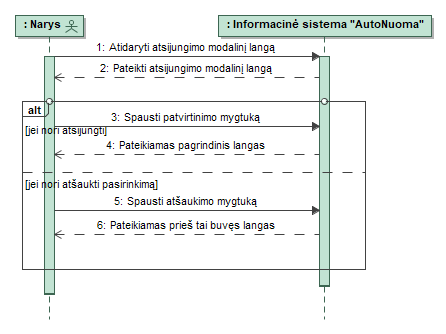 : Narys
: Informacinė sistema "AutoNuoma"
1: Atidaryti atsijungimo modalinį langą
2: Pateikti atsijungimo modalinį langą
alt
3: Spausti patvirtinimo mygtuką
[jei nori atsijungti]
4: Pateikiamas pagrindinis langas
[jei nori atšaukti pasirinkimą]
5: Spausti atšaukimo mygtuką
6: Pateikiamas prieš tai buvęs langas